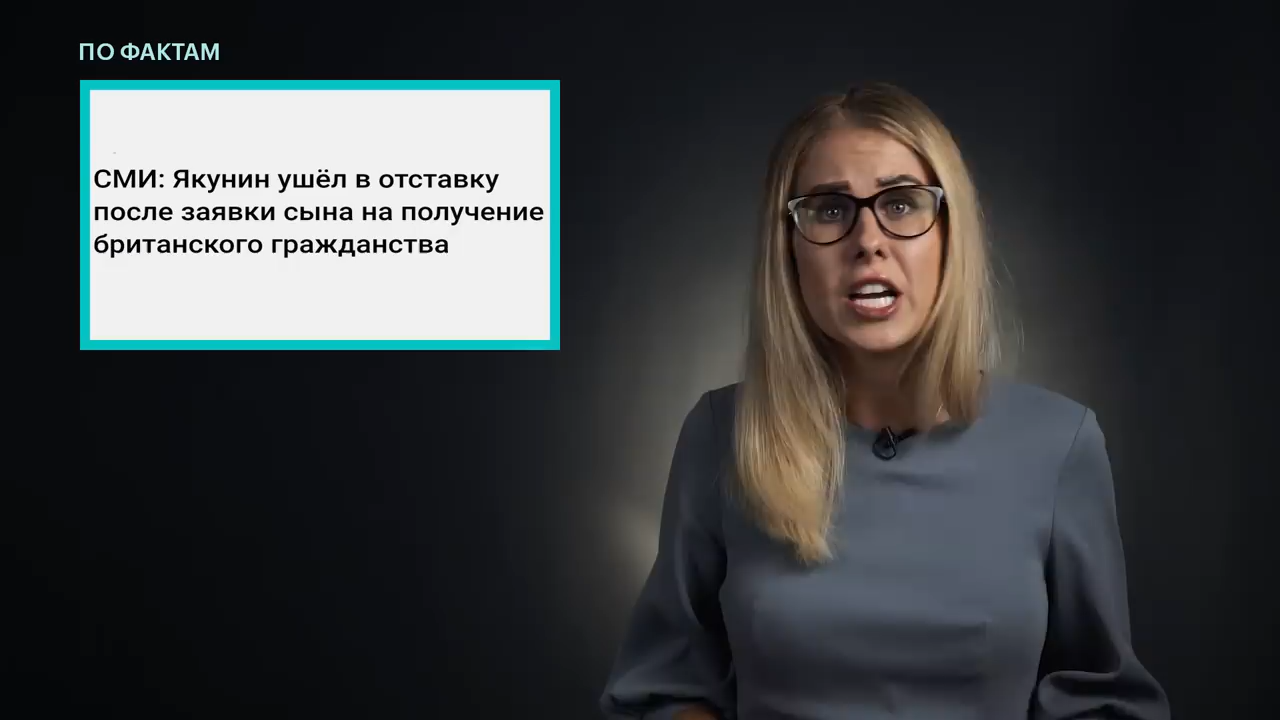 ПО ФАКТАМ
СМИ: Якунин ушёл в отставку
после заявки сына на получение
британского гражданства